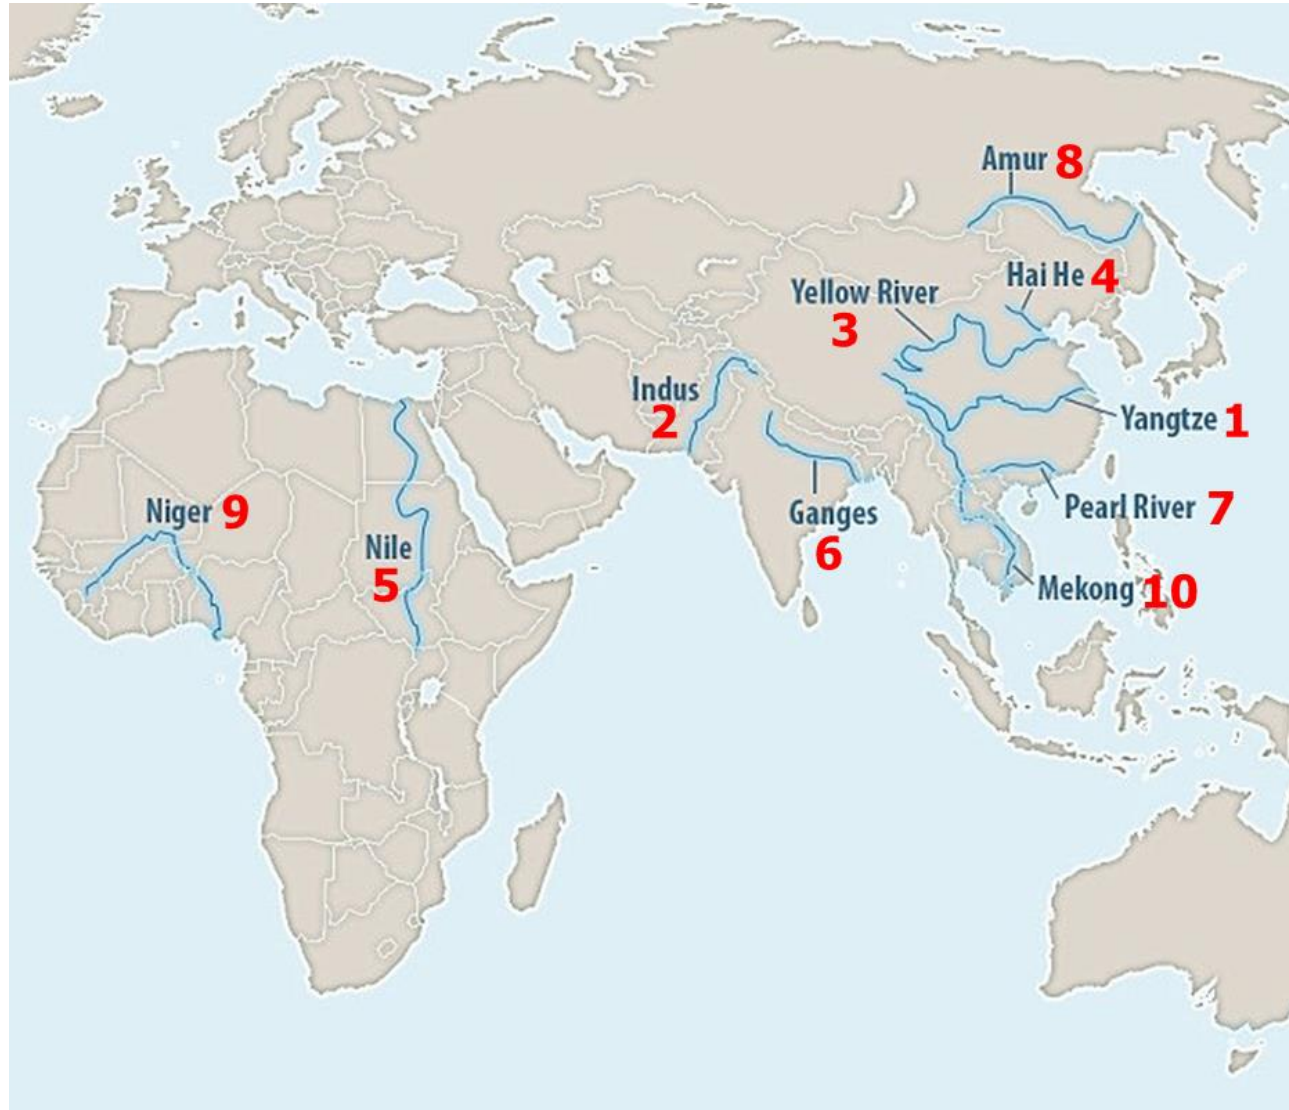 Amur 8
Hai He 4
Yellow River
3
Indus
2
Yangtze 1
Niger 9
Ganges
6
Pearl River 7
Nile
5
Mekong 10